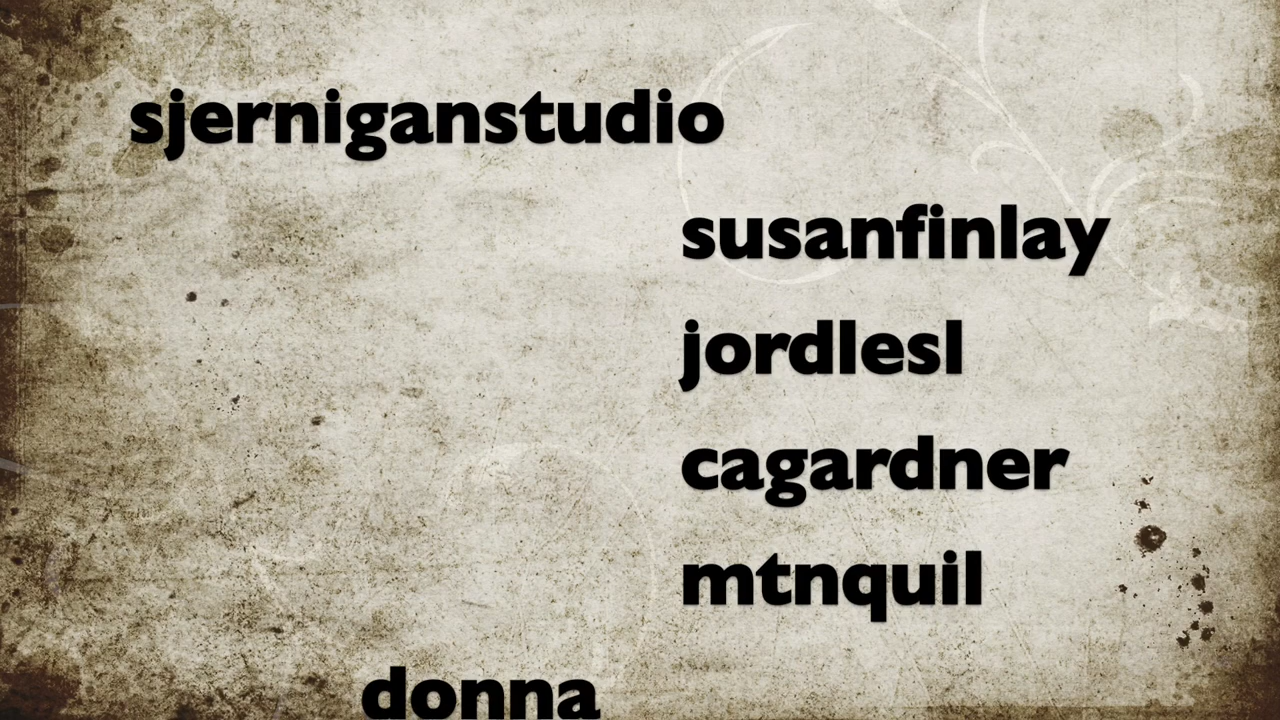 sjerniganstudio
susanfinlay
jordlesl
cagardner
mtnquil
donna